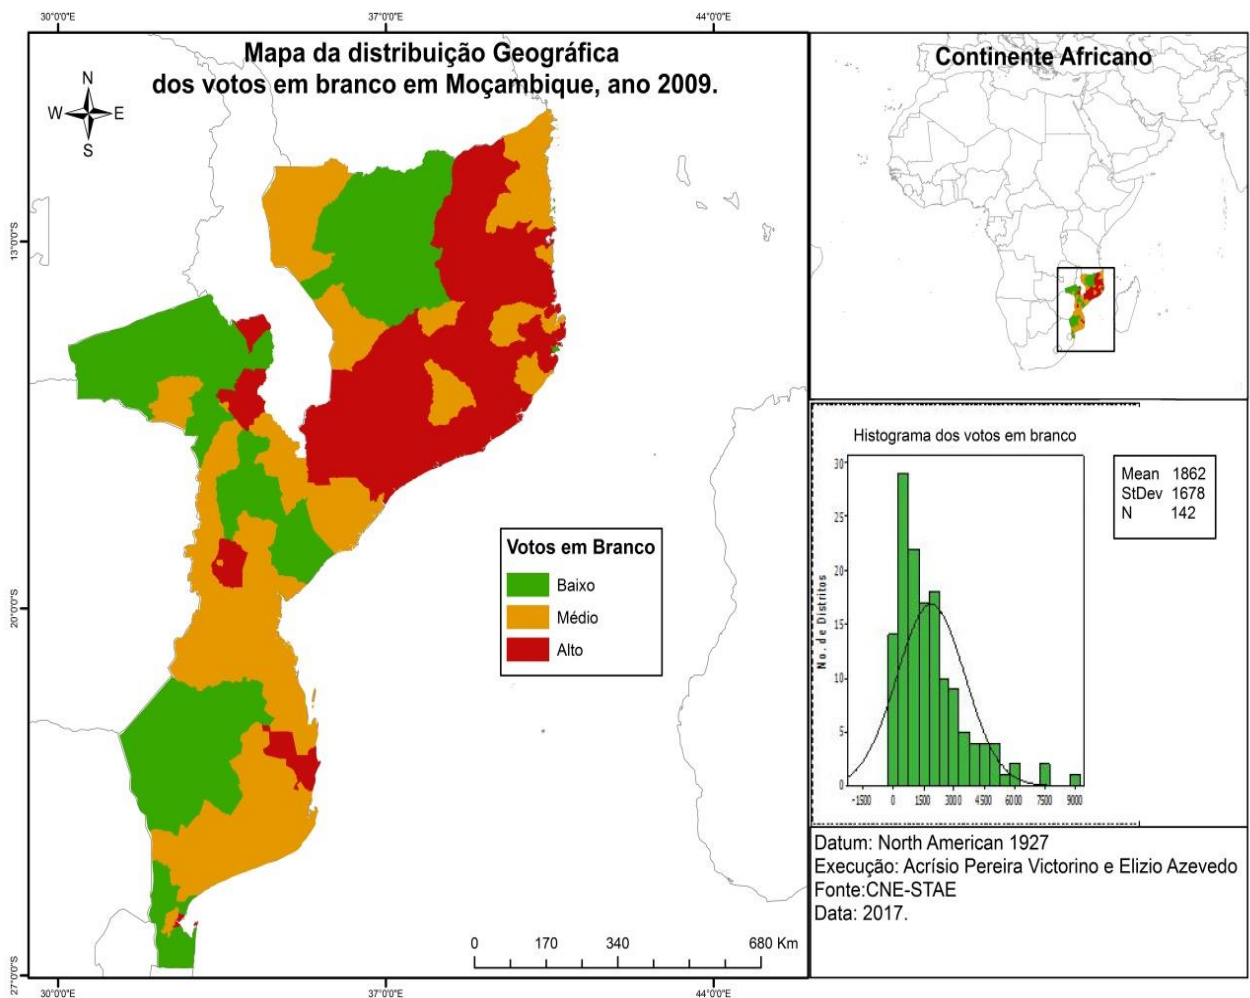 30°0'0"E
37°0'0"E
44°0'0"E
Mapa da distribuição Geográfica
dos votos em branco em Moçambique, ano 2009.
N
W
E
S
13°0'0"S
20°0'0"S
27°0'0"S
Votos em Branco
Baixo
Médio
Alto
0 170 340 680 Km
30°0'0"E
37°0'0"E
44°0'0"E
Continente Africano
Histograma dos votos em branco
No. de Distritos
30
25
20
15
10
5
0
-1500 0 1500 3000 4500 6000 7500 9000
Mean 1862
StDev 1678
N 142
Datum: North American 1927
Execução: Acrísio Pereira Victorino e Elizio Azevedo
Fonte:CNE-STAE
Data: 2017.